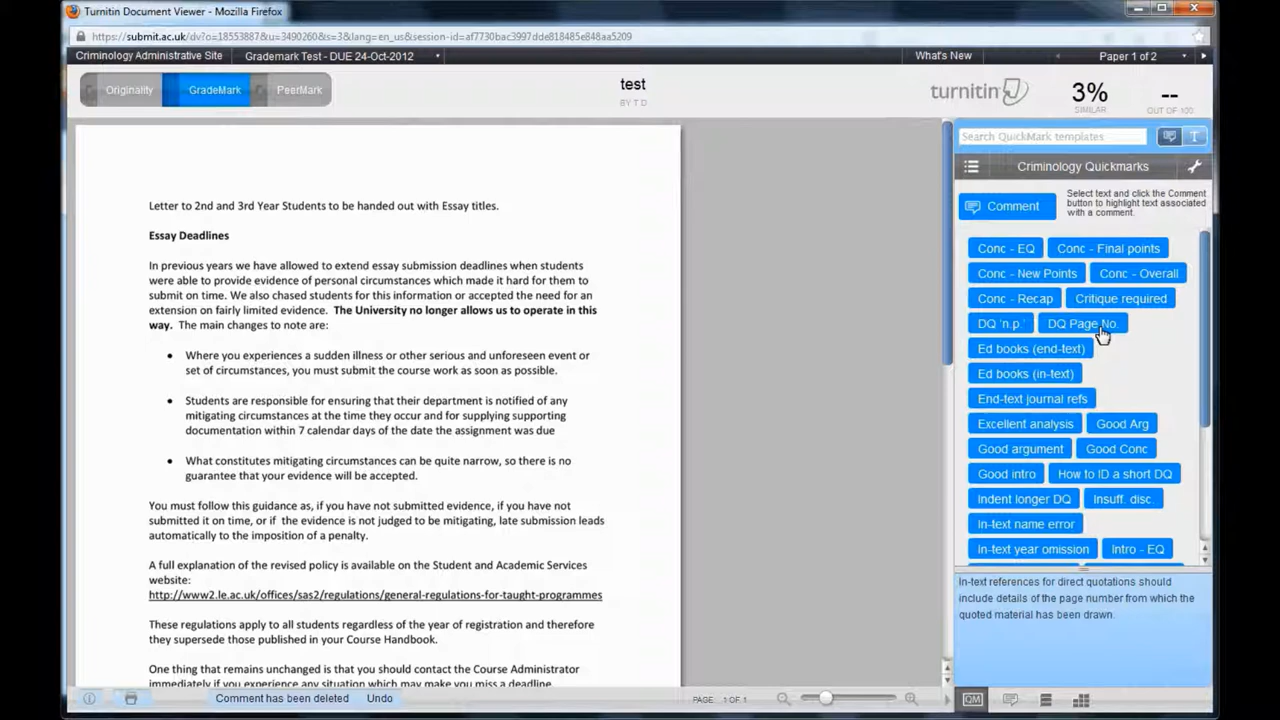 Turnitin Document Viewer - Mozilla Firefox
https://submit.ac.uk/dv?o=18553887&u=3490260&s=3&lang=en_us&session-id=af7730bac3997dde818485e848aa5209
Criminology Administrative Site Grademark Test - DUE 24-Oct-2012 What's New Paper 1 of 2
Originality GradeMark PeerMark
test
BY T D
turnitin
3%
SIMILAR
--
OUT OF 100
Search QuickMark templates
T
Criminology Quickmarks
Comment
Select text and click the Comment
button to highlight text associated
with a comment.
Conc - EQ Conc - Final points
Conc - New Points Conc - Overall
Conc - Recap Critique required
DQ 'n.p.' DQ Page No.
Ed books (end-text)
Ed books (in-text)
End-text journal refs
Excellent analysis Good Arg
Good argument Good Conc
Good intro How to ID a short DQ
Indent longer DQ Insuff. disc.
In-text name error
In-text year omission Intro - EQ
In-text references for direct quotations should
include details of the page number from which the
quoted material has been drawn.
Letter to 2nd and 3rd Year Students to be handed out with Essay titles.
Essay Deadlines
In previous years we have allowed to extend essay submission deadlines when students
were able to provide evidence of personal circumstances which made it hard for them to
submit on time. We also chased students for this information or accepted the need for an
extension on fairly limited evidence. The University no longer allows us to operate in this
way. The main changes to note are:
• Where you experiences a sudden illness or other serious and unforeseen event or
set of circumstances, you must submit the course work as soon as possible.
• Students are responsible for ensuring that their department is notified of any
mitigating circumstances at the time they occur and for supplying supporting
documentation within 7 calendar days of the date the assignment was due
• What constitutes mitigating circumstances can be quite narrow, so there is no
guarantee that your evidence will be accepted.
You must follow this guidance as, if you have not submitted evidence, if you have not
submitted it on time, or if the evidence is not judged to be mitigating, late submission leads
automatically to the imposition of a penalty.
A full explanation of the revised policy is available on the Student and Academic Services
website:
http://www2.le.ac.uk/offices/sas2/regulations/general-regulations-for-taught-programmes
These regulations apply to all students regardless of the year of registration and therefore
they supersede those published in your Course Handbook.
One thing that remains unchanged is that you should contact the Course Administrator
immediately if you experience any situation which may make you miss a deadline.
Comment has been deleted Undo
PAGE: 1 OF 1
QM